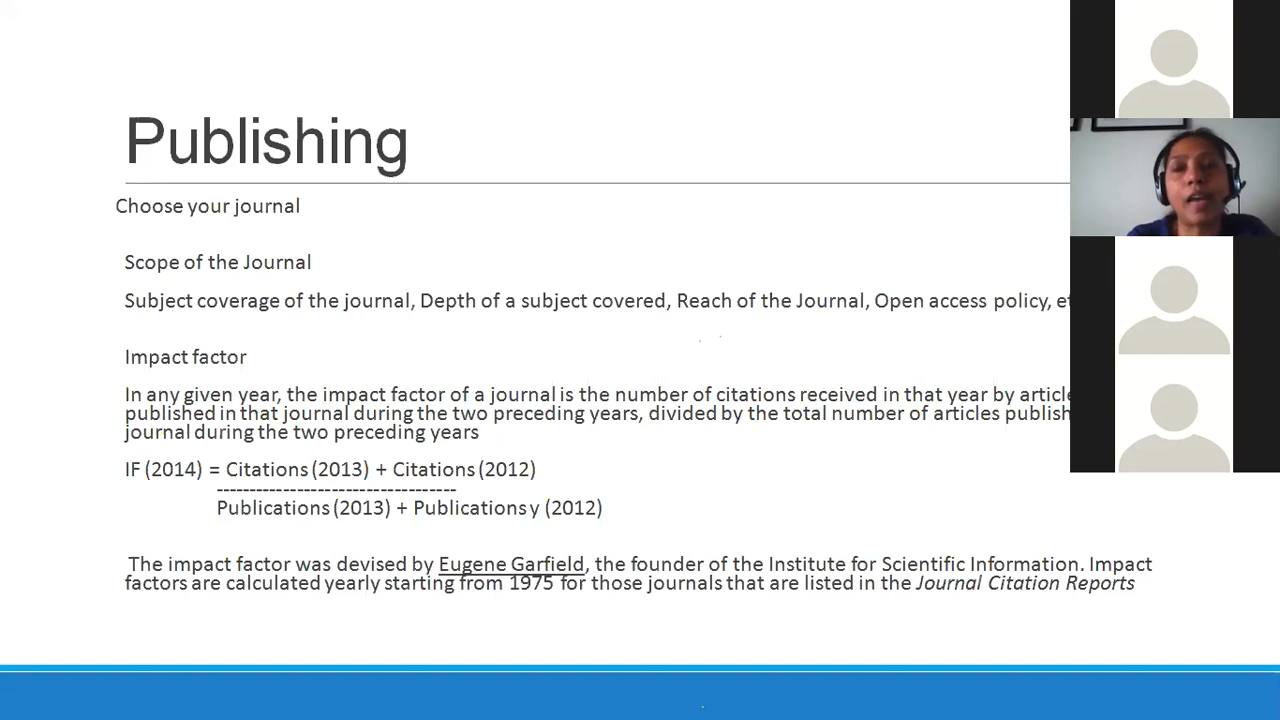 Publishing
Choose your journal
Scope of the Journal
Subject coverage of the journal, Depth of a subject covered, Reach of the Journal, Open access policy,
Impact factor
In any given year, the impact factor of a journal is the number of citations received in that year by
published in that journal during the two preceding years, divided by the total number of articles
journal during the two preceding years
IF (2014) = Citations (2013) + Citations (2012)
-----------------------------------
Publications (2013) + Publications y (2012)
The impact factor was devised by Eugene Garfield, the founder of the Institute for Scientific Information. Impact
factors are calculated yearly starting from 1975 for those journals that are listed in the Journal Citation Reports